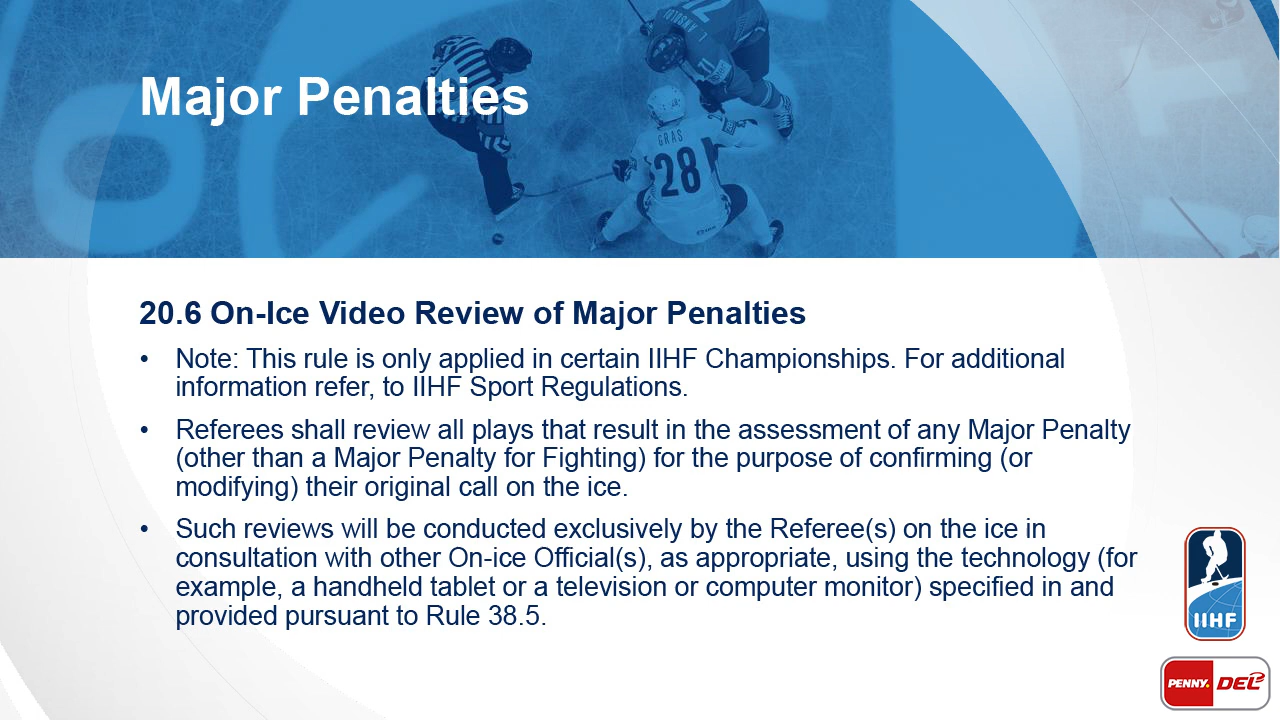 Major Penalties
GRAS
28
20.6 On-Ice Video Review of Major Penalties
• Note: This rule is only applied in certain IIHF Championships. For additional
information refer, to IIHF Sport Regulations.
• Referees shall review all plays that result in the assessment of any Major Penalty
(other than a Major Penalty for Fighting) for the purpose of confirming (or
modifying) their original call on the ice.
• Such reviews will be conducted exclusively by the Referee(s) on the ice in
consultation with other On-ice Official(s), as appropriate, using the technology (for
example, a handheld tablet or a television or computer monitor) specified in and
provided pursuant to Rule 38.5.
IIHF
PENNY. DEL